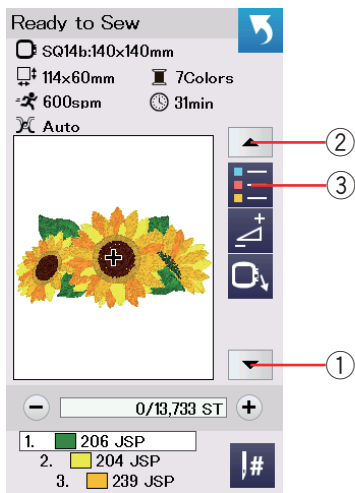 Ready to Sew
SQ14b:140x140mm
114x60mm 7Colors
600spm 31min
Auto
②
③
①
0/13,733 ST
1. 206 JSP
2. 204 JSP
3. 239 JSP
#